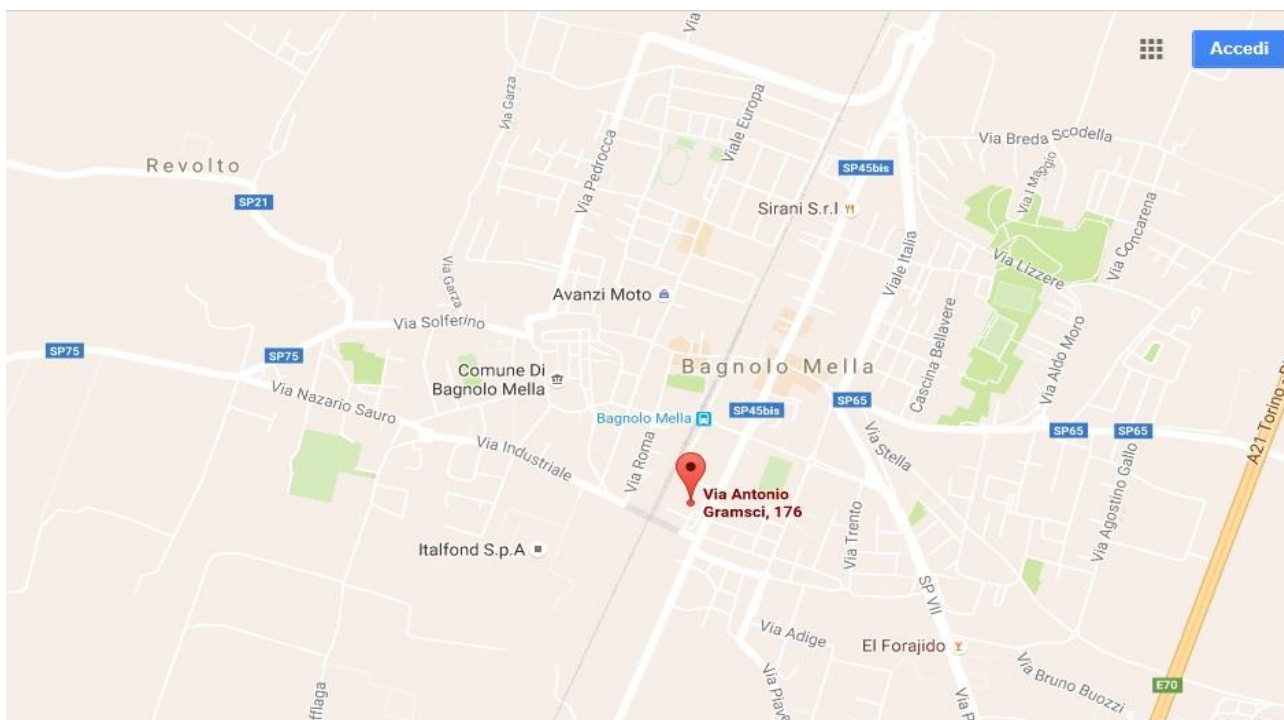 Via
Accedi
Via Garza
Via Pedrocca
Viale Europa
Via Breda Scodella
Revolto
SP45bis
Via I Maggio
SP21
Sirani S.r.l
Via Concarena
Viale Italia
Via Lizzere
Via Garza
Avanzi Moto
Via Solferino
SP75
SP75
Cascina Bellavere
Via Aldo Moro
Comune Di
Bagnolo Mella
Bagnolo Mella
Via Nazario Sauro
SP65
Bagnolo Mella
SP45bis
SP65
SP65
A21 Torino
Via Stella
Via Industriale
Via Roma
Via Agostino Gallo
Via Antonio
Gramsci, 176
Via Trento
Italfond S.p.A
SP VII
Via Adige
El Forajido
Via Bruno Buozzi
E70
Via Piav
Via P
fflaga